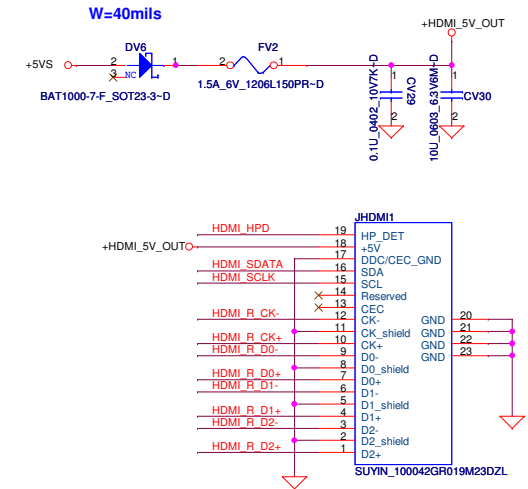 W=40mils
+HDMI_5V_OUT
+5VS
DV6
2
3
NC
1
BAT1000-7-F_SOT23-3~D
FV2
2
1
1.5A_6V_1206L150PR~D
0.1U_0402_10V7K~D
1
2
CV29
10U_0603_6.3V6M~D
1
2
CV30
JHDMI1
HDMI_HPD 19 HP_DET
+HDMI_5V_OUT 18 +5V
17 DDC/CEC_GND
HDMI_SDATA 16 SDA
HDMI_SCLK 15 SCL
14 Reserved
13 CEC
HDMI_R_CK- 12 CK- GND 20
11 CK_shield GND 21
HDMI_R_CK+ 10 CK+ GND 22
HDMI_R_D0- 9 D0- GND 23
8 D0_shield
HDMI_R_D0+ 7 D0+
HDMI_R_D1- 6 D1-
5 D1_shield
HDMI_R_D1+ 4 D1+
HDMI_R_D2- 3 D2-
2 D2_shield
HDMI_R_D2+ 1 D2+
SUYIN_100042GR019M23DZL